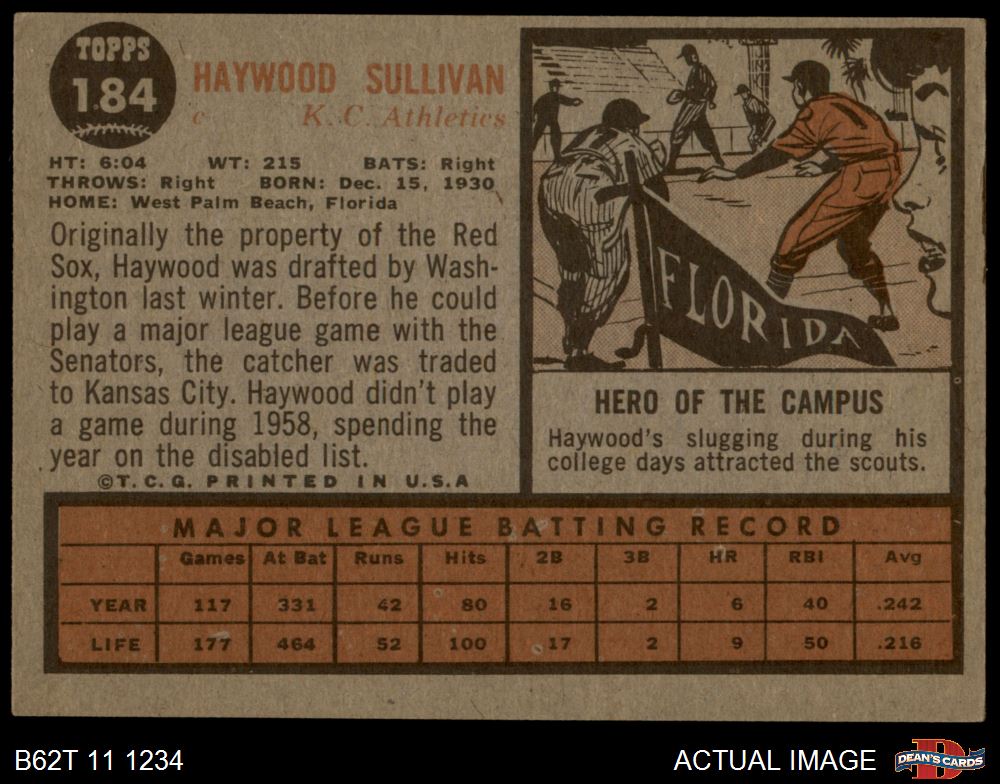 TOPPS
184
HAYWOOD SULLIVAN
c K. C. Athletics
HT: 6:04 WT: 215 BATS: Right
THROWS: Right BORN: Dec. 15, 1930
HOME: West Palm Beach, Florida
Originally the property of the Red
Sox, Haywood was drafted by Wash-
ington last winter. Before he could
play a major league game with the
Senators, the catcher was traded
to Kansas City. Haywood didn't play
a game during 1958, spending the
year on the disabled list.
©T. C. G. PRINTED IN U.S.A
FLORIDA
HERO OF THE CAMPUS
Haywood's slugging during his
college days attracted the scouts.
MAJOR LEAGUE BATTING RECORD
Games At Bat Runs Hits 2B 3B HR RBI Avg
YEAR 117 331 42 80 16 2 6 40 .242
LIFE 177 464 52 100 17 2 9 50 .216
B62T 11 1234 ACTUAL IMAGE DEAN'S CARDS